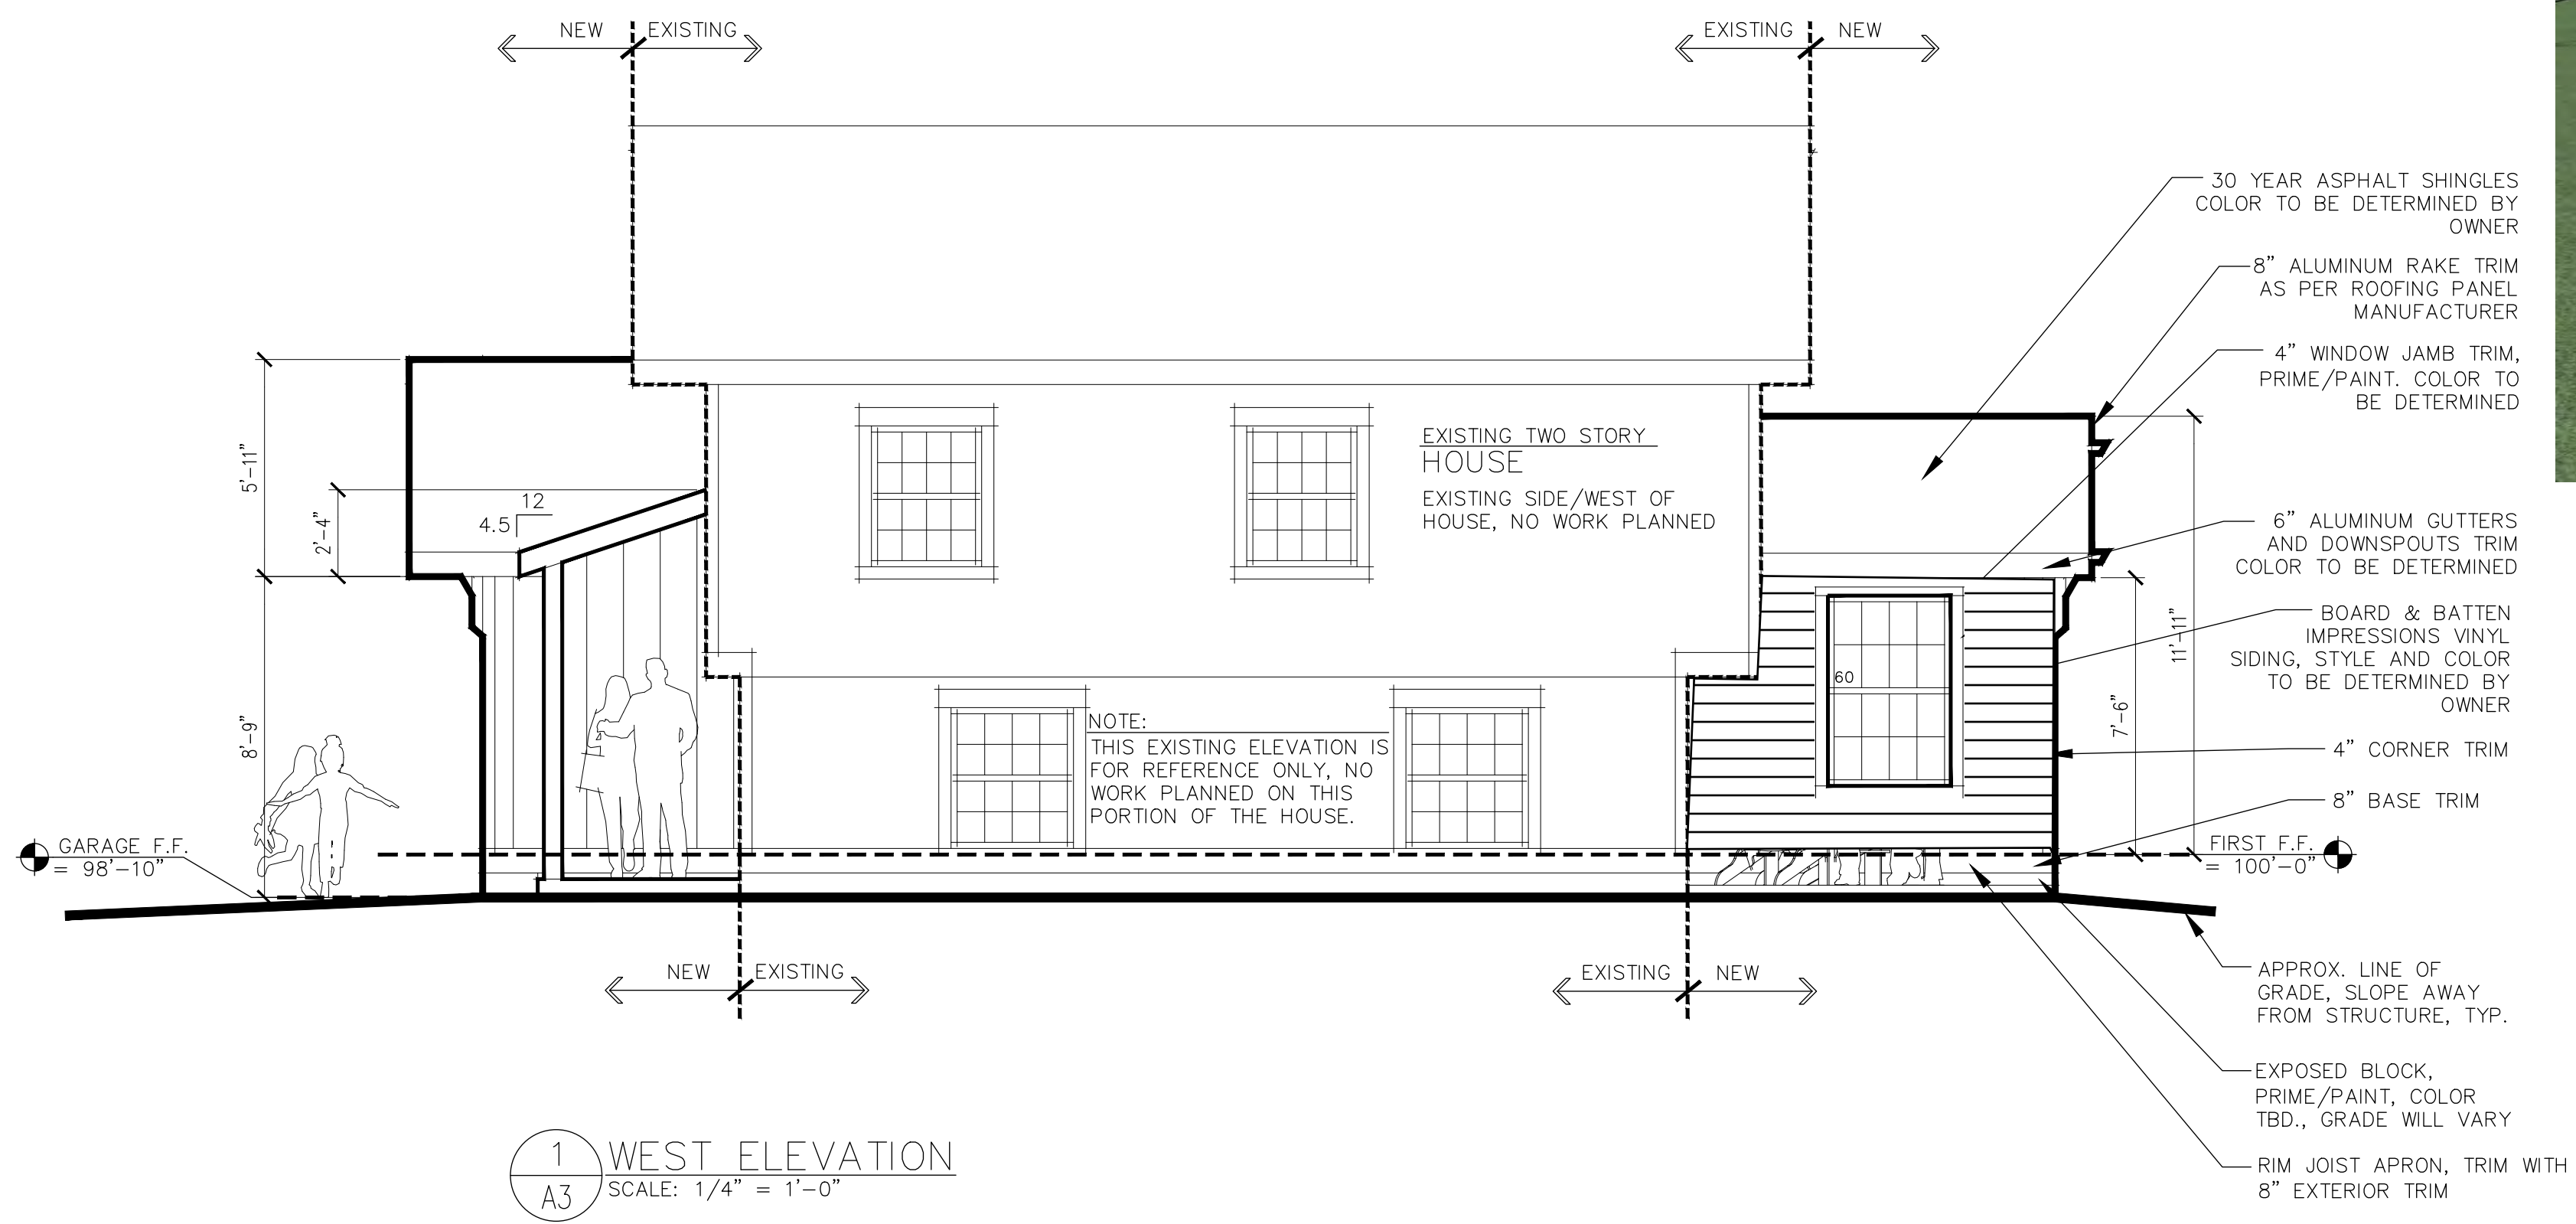 NEW EXISTING
EXISTING NEW
30 YEAR ASPHALT SHINGLES
COLOR TO BE DETERMINED BY
OWNER
8” ALUMINUM RAKE TRIM
AS PER ROOFING PANEL
MANUFACTURER
4” WINDOW JAMB TRIM,
PRIME/PAINT. COLOR TO
BE DETERMINED
5’-11”
2’-4”
12
4.5
EXISTING TWO STORY
HOUSE
EXISTING SIDE/WEST OF
HOUSE, NO WORK PLANNED
6” ALUMINUM GUTTERS
AND DOWNSPOUTS TRIM
COLOR TO BE DETERMINED
BOARD & BATTEN
IMPRESSIONS VINYL
SIDING, STYLE AND COLOR
TO BE DETERMINED BY
OWNER
11’-11”
7’-6”
60
8’-9”
NOTE:
THIS EXISTING ELEVATION IS
FOR REFERENCE ONLY, NO
WORK PLANNED ON THIS
PORTION OF THE HOUSE.
4” CORNER TRIM
8” BASE TRIM
GARAGE F.F.
= 98’-10”
FIRST F.F.
= 100’-0”
NEW EXISTING
EXISTING NEW
APPROX. LINE OF
GRADE, SLOPE AWAY
FROM STRUCTURE, TYP.
EXPOSED BLOCK,
PRIME/PAINT, COLOR
TBD., GRADE WILL VARY
RIM JOIST APRON, TRIM WITH
8” EXTERIOR TRIM
1
A3
WEST ELEVATION
SCALE: 1/4” = 1’-0”